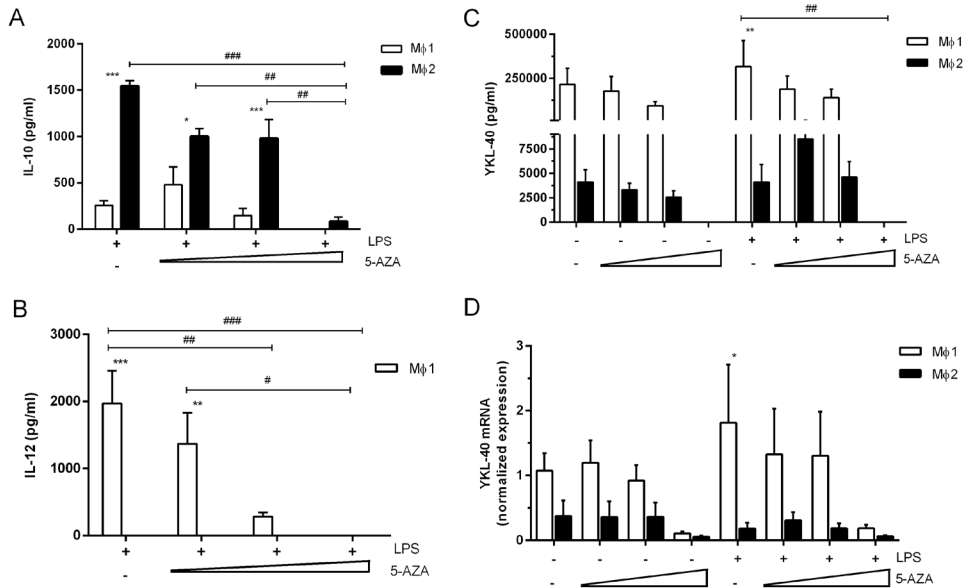 A
IL-10 (pg/ml)
2000
1500
1000
500
0
***
*
***
###
##
##
Mϕ1
Mϕ2
+ + + + LPS
- 5-AZA
B
IL-12 (pg/ml)
3000
2000
1000
0
***
**
###
##
#
Mϕ1
+ + + + LPS
- 5-AZA
C
YKL-40 (pg/ml)
500000
250000
7500
5000
2500
0
**
##
Mϕ1
Mϕ2
- - - - + + + + LPS
- - 5-AZA
D
YKL-40 mRNA
(normalized expression)
3
2
1
0
*
Mϕ1
Mϕ2
- - - - + + + + LPS
- - 5-AZA